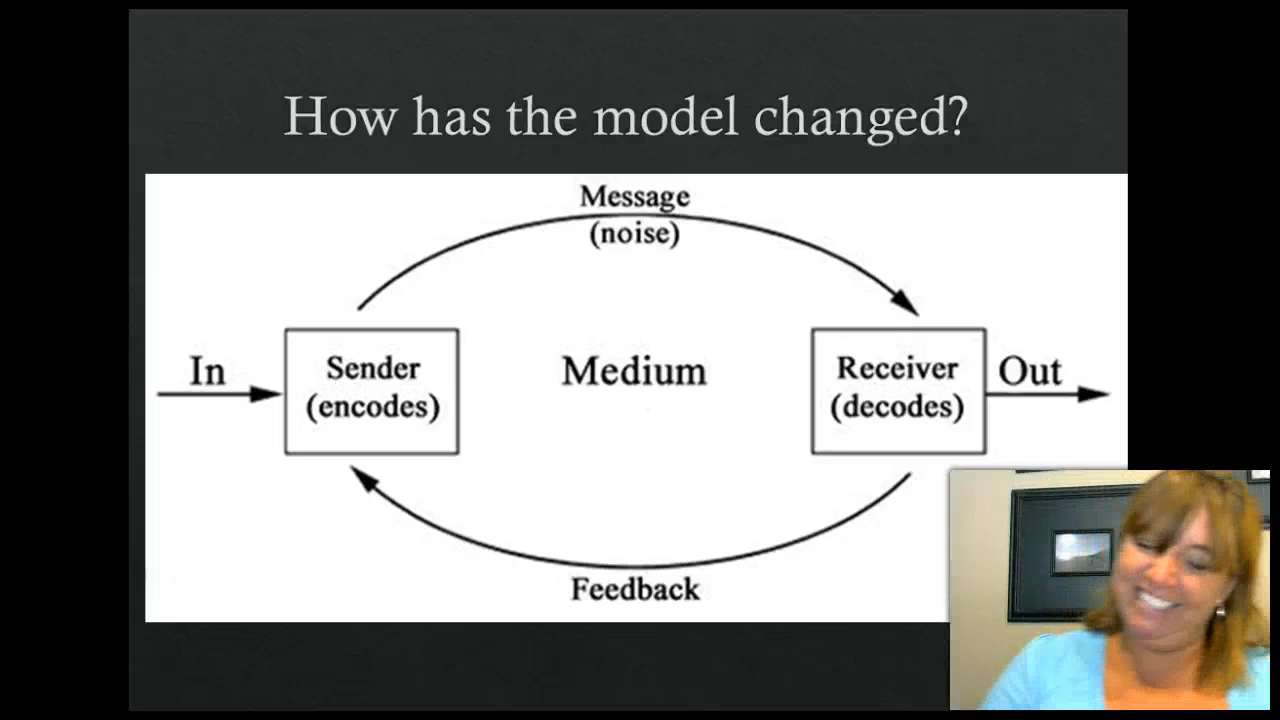 How has the model changed?
Message
(noise)
In
Sender
(encodes)
Medium
Receiver
(decodes)
Out
Feedback